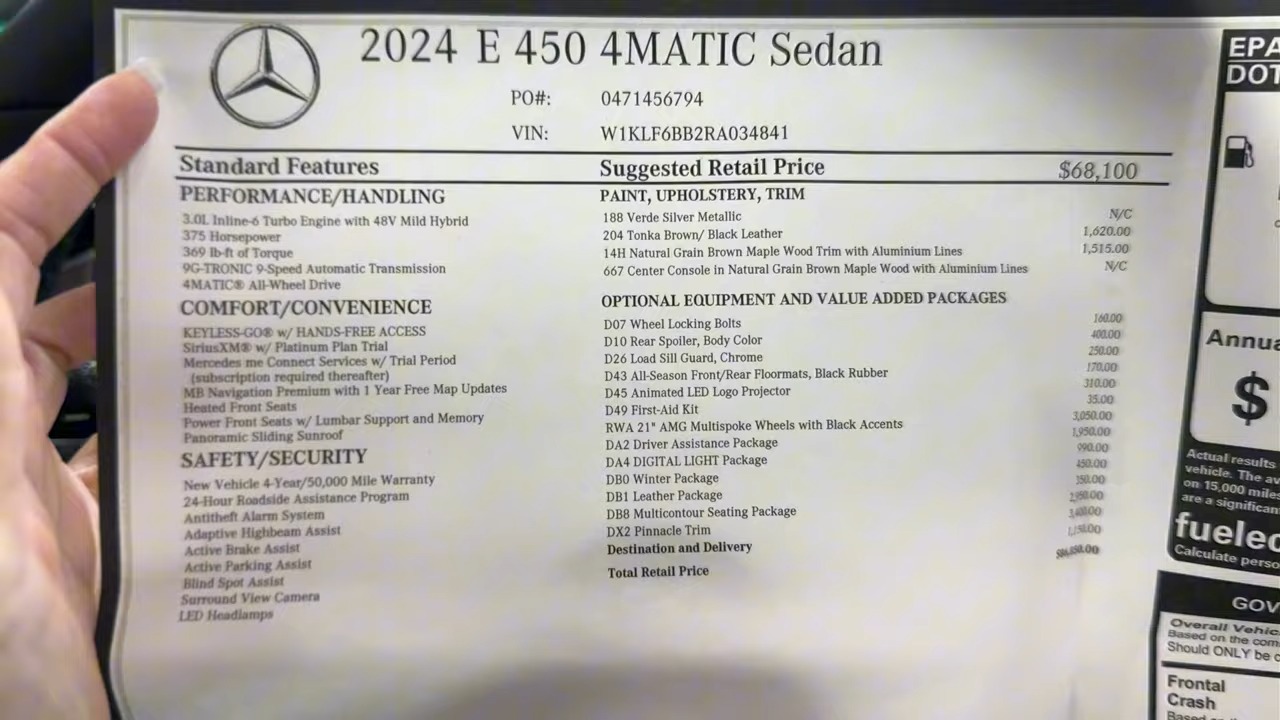 2024 E 450 4MATIC Sedan
PO#: 0471456794
VIN: W1KLF6BB2RA034841
Standard Features
PERFORMANCE/HANDLING
3.0L Inline-6 Turbo Engine with 48V Mild Hybrid
375 Horsepower
369 lb-ft of Torque
9G-TRONIC 9-Speed Automatic Transmission
4MATIC® All-Wheel Drive
COMFORT/CONVENIENCE
KEYLESS-GO® w/ HANDS-FREE ACCESS
SiriusXM® w/ Platinum Plan Trial
Mercedes me Connect Services w/ Trial Period
(subscription required thereafter)
MB Navigation Premium with 1 Year Free Map Updates
Heated Front Seats
Power Front Seats w/ Lumbar Support and Memory
Panoramic Sliding Sunroof
SAFETY/SECURITY
New Vehicle 4-Year/50,000 Mile Warranty
24-Hour Roadside Assistance Program
Antitheft Alarm System
Adaptive Highbeam Assist
Active Brake Assist
Active Parking Assist
Blind Spot Assist
Surround View Camera
LED Headlamps
Suggested Retail Price $68,100
PAINT, UPHOLSTERY, TRIM
188 Verde Silver Metallic N/C
204 Tonka Brown/ Black Leather 1,620.00
14H Natural Grain Brown Maple Wood Trim with Aluminium Lines 1,515.00
667 Center Console in Natural Grain Brown Maple Wood with Aluminium Lines N/C
OPTIONAL EQUIPMENT AND VALUE ADDED PACKAGES
D07 Wheel Locking Bolts 160.00
D10 Rear Spoiler, Body Color 400.00
D26 Load Sill Guard, Chrome 250.00
D43 All-Season Front/Rear Floormats, Black Rubber 170.00
D45 Animated LED Logo Projector 310.00
D49 First-Aid Kit 35.00
RWA 21" AMG Multispoke Wheels with Black Accents 3,050.00
DA2 Driver Assistance Package 1,950.00
DA4 DIGITAL LIGHT Package 990.00
DB0 Winter Package 450.00
DB1 Leather Package
DB8 Multicontour Seating Package
DX2 Pinnacle Trim
Destination and Delivery 1,150.00
Total Retail Price
EPA
DOT
Annua
$
Actual results
vehicle. The av
on 15,000 miles
are a significan
fuelec
Calculate perso
GOV
Overall Vehic
Based on the com
Should ONLY be c
Frontal
Crash